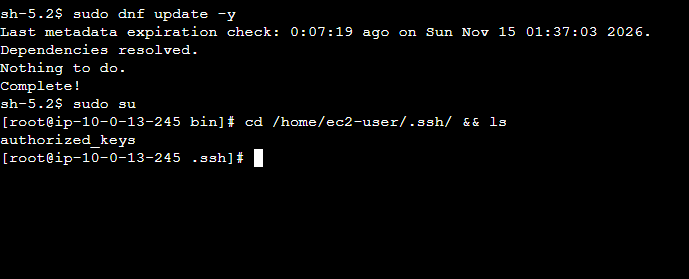 sh-5.2$ sudo dnf update -y
Last metadata expiration check: 0:07:19 ago on Sun Nov 15 01:37:03 2026.
Dependencies resolved.
Nothing to do.
Complete!
sh-5.2$ sudo su
[root@ip-10-0-13-245 bin]# cd /home/ec2-user/.ssh/ && ls
authorized_keys
[root@ip-10-0-13-245 .ssh]#